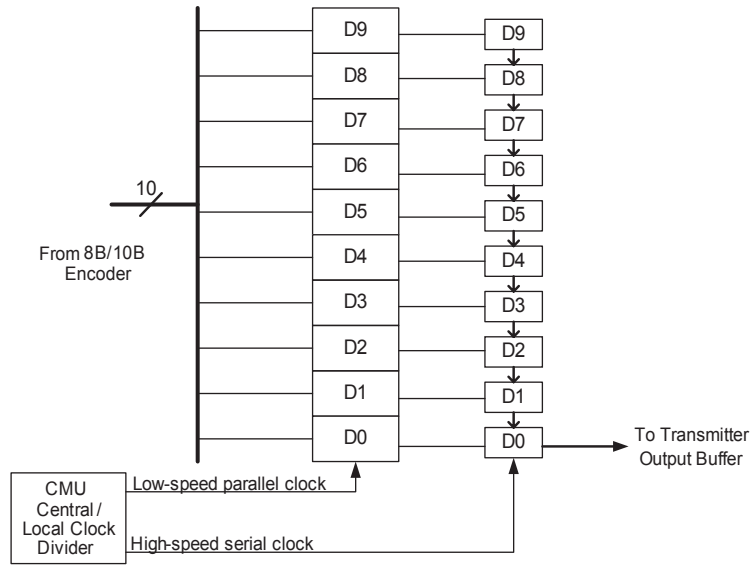 D9
D9
D8
D8
D7
D7
D6
D6
10
D5
D5
From 8B/10B
Encoder
D4
D4
D3
D3
D2
D2
D1
D1
D0
D0
To Transmitter
Output Buffer
CMU
Central/
Local Clock
Divider
Low-speed parallel clock
High-speed serial clock